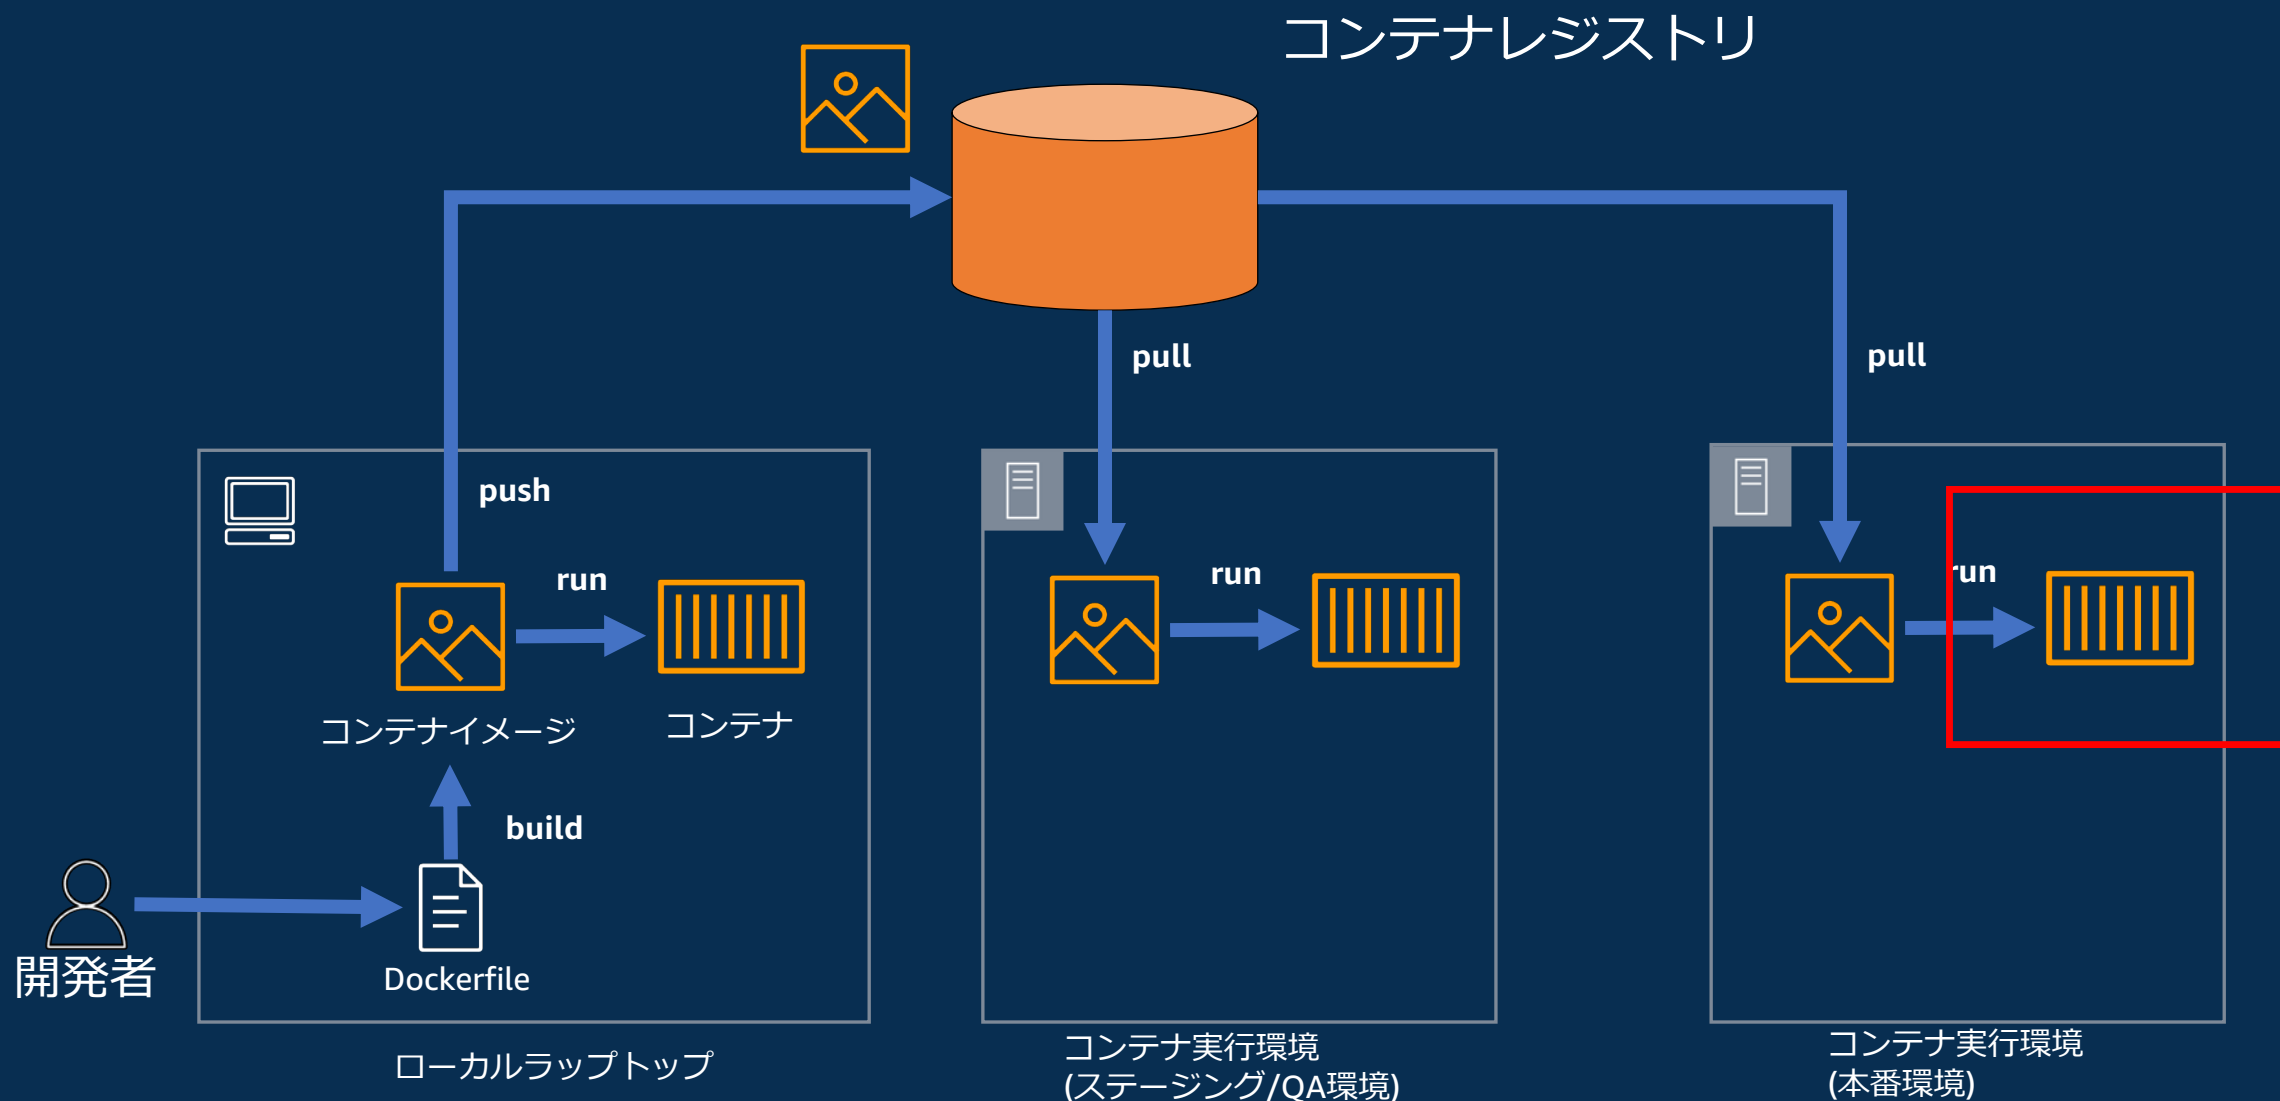 コンテナレジストリ
pull
pull
push
run
run
run
コンテナイメージ
コンテナ
build
開発者
Dockerfile
ローカルラップトップ
コンテナ実行環境
(ステージング/QA環境)
コンテナ実行環境
(本番環境)